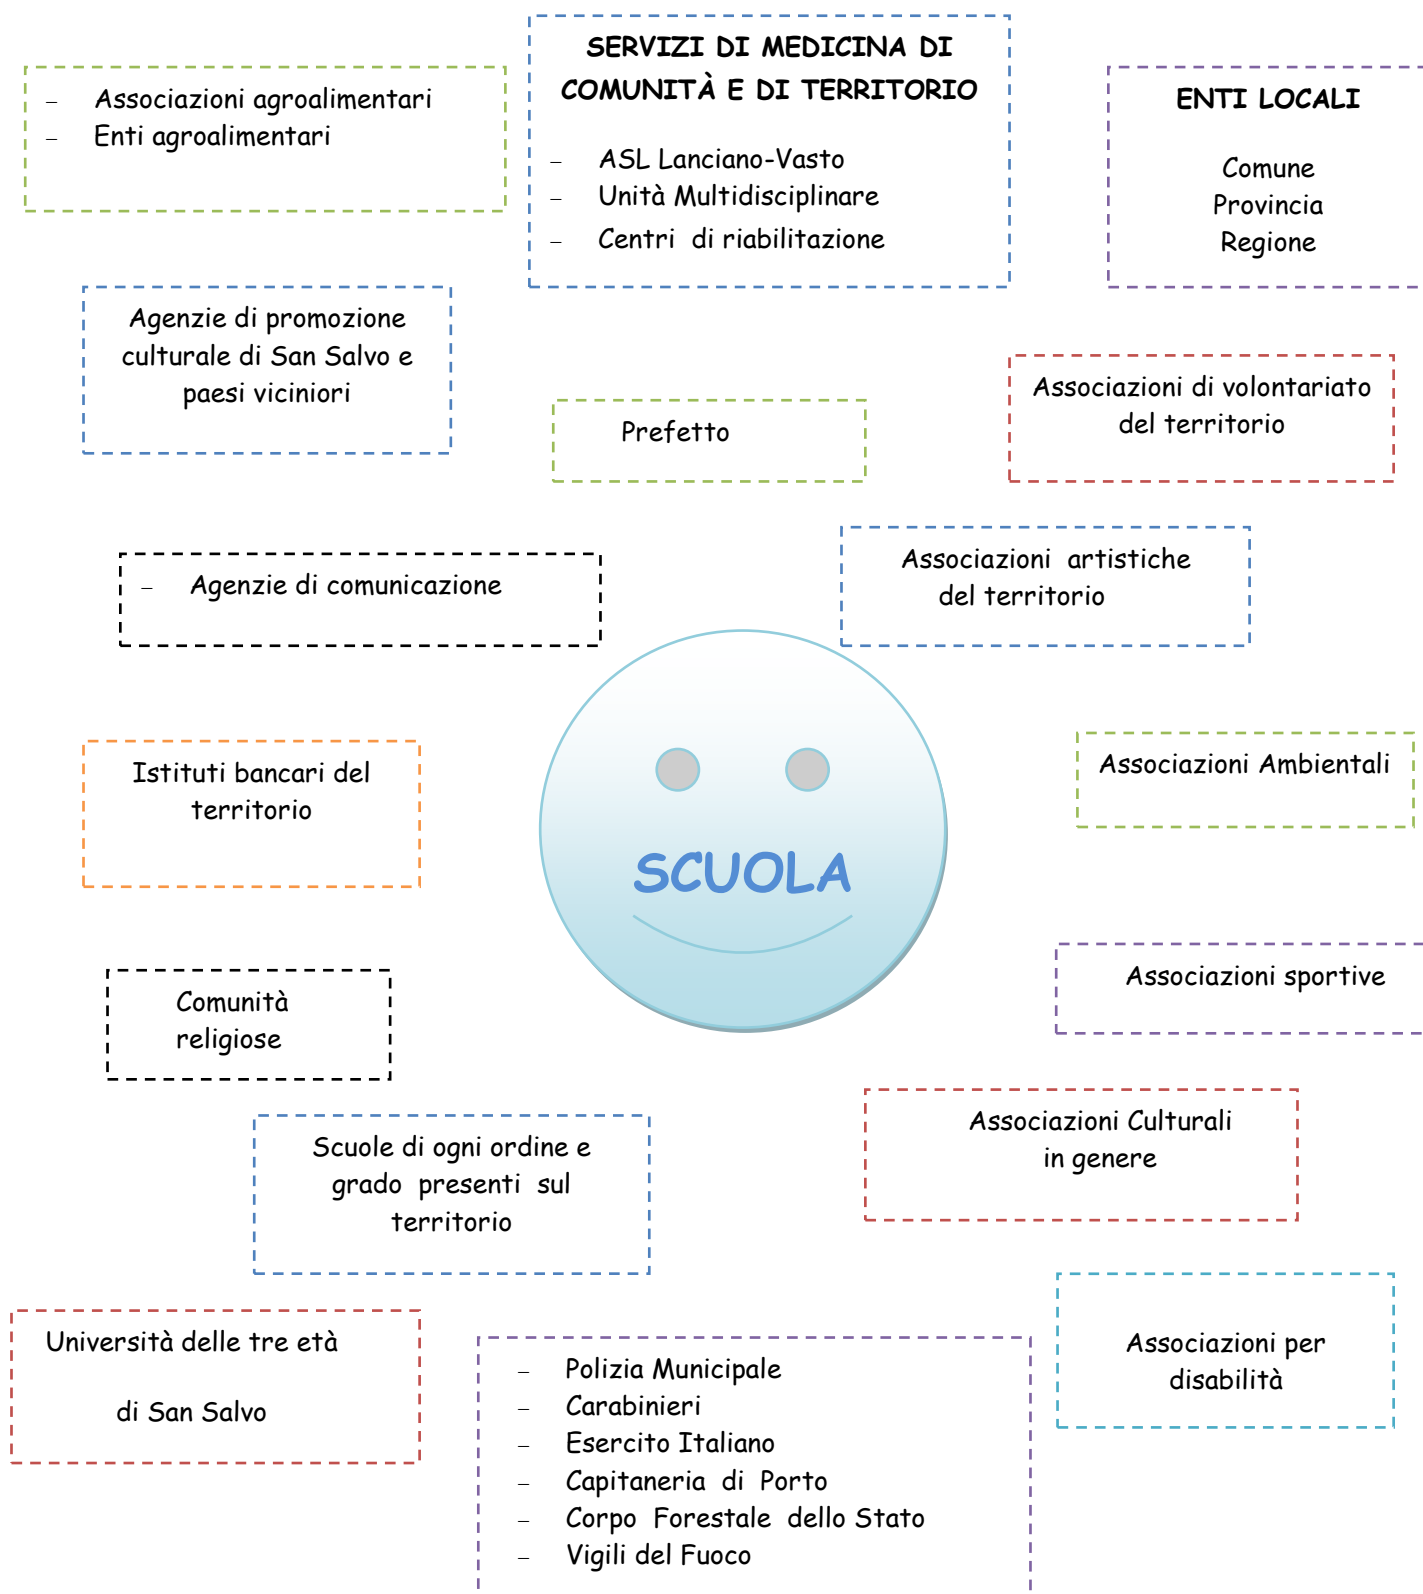 SERVIZI DI MEDICINA DI
COMUNITÀ E DI TERRITORIO
– ASL Lanciano-Vasto
– Unità Multidisciplinare
– Centri di riabilitazione
– Associazioni agroalimentari
– Enti agroalimentari
ENTI LOCALI
Comune
Provincia
Regione
Agenzie di promozione
culturale di San Salvo e
paesi viciniori
Prefetto
Associazioni di volontariato
del territorio
– Agenzie di comunicazione
Associazioni artistiche
del territorio
Istituti bancari del
territorio
SCUOLA
Associazioni Ambientali
Comunità
religiose
Associazioni sportive
Scuole di ogni ordine e
grado presenti sul
territorio
Associazioni Culturali
in genere
Università delle tre età
di San Salvo
– Polizia Municipale
– Carabinieri
– Esercito Italiano
– Capitaneria di Porto
– Corpo Forestale dello Stato
– Vigili del Fuoco
Associazioni per
disabilità